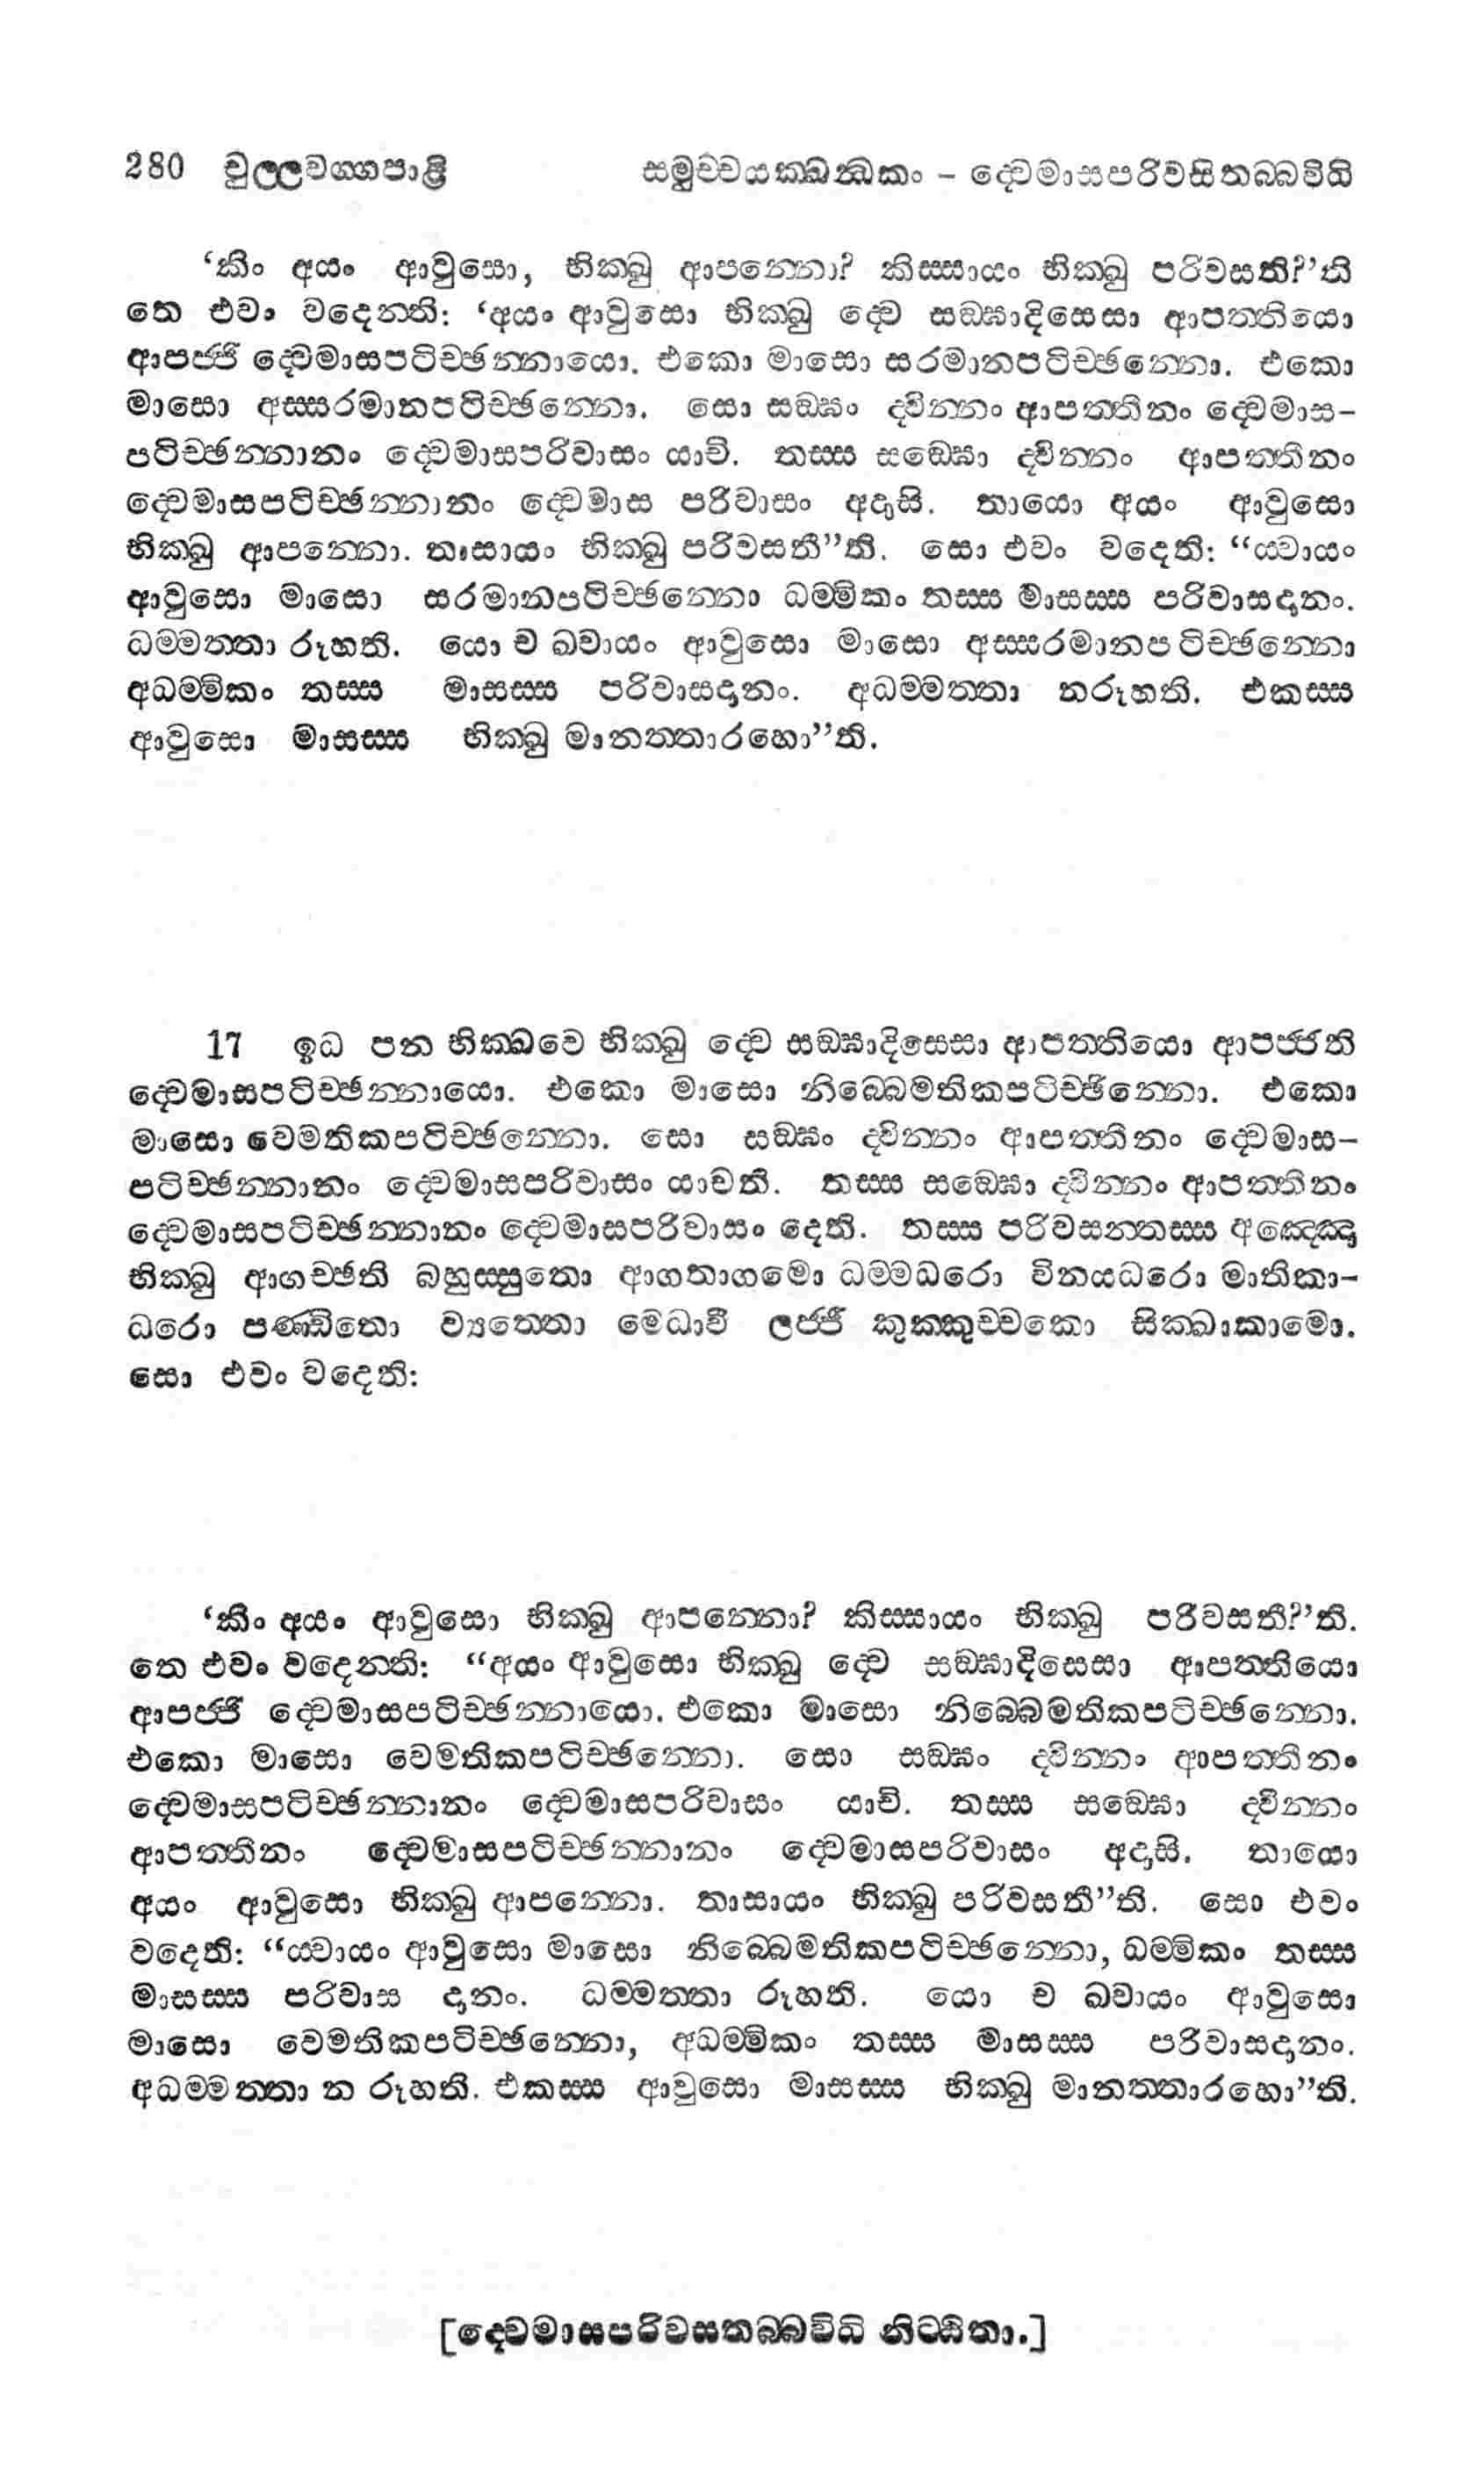 280 චුල්ලවග්ගපාළි සමුච්චයක්ඛන්ධකං - ද්වෙමාසපරිවසිතබ්බවිධි
‘කිං අයං ආවුසො, භික්ඛු ආපන්නො? කිස්සායං භික්ඛු පරිවසති?’ති
තෙ එවං වදෙන්ති: ‘අයං ආවුසො භික්ඛු ද්වෙ සඞ්ඝාදිසෙසා ආපත්තියො
ආපජ්ජි ද්වෙමාසපටිච්ඡන්නායො. එකො මාසො සරමානපටිච්ඡන්නො. එකො
මාසො අස්සරමානපටිච්ඡන්නො. සො සඞ්ඝං ද්වින්නං ආපත්තීනං ද්වෙමාස-
පටිච්ඡන්නානං ද්වෙමාසපරිවාසං යාචි. තස්ස සඞ්ඝො ද්වින්නං ආපත්තීනං
ද්වෙමාසපටිච්ඡන්නානං ද්වෙමාස පරිවාසං අදාසි. තායො අයං ආවුසො
භික්ඛු ආපන්නො. තාසායං භික්ඛු පරිවසතී”ති. සො එවං වදෙති: “ය්වායං
ආවුසො මාසො සරමානපටිච්ඡන්නො ධම්මිකං තස්ස මාසස්ස පරිවාසදානං.
ධම්මත්තා රූහති. යො ච ඛ්වායං ආවුසො මාසො අස්සරමානපටිච්ඡන්නො
අධම්මිකං තස්ස මාසස්ස පරිවාසදානං. අධම්මත්තා නරූහති. එකස්ස
ආවුසො මාසස්ස භික්ඛු මානත්තාරහො”ති.
17 ඉධ පන භික්ඛවෙ භික්ඛු ද්වෙ සඞ්ඝාදිසෙසා ආපත්තියො ආපජ්ජති
ද්වෙමාසපටිච්ඡන්නායො. එකො මාසො නිබ්බෙමතිකපටිච්ඡින්නො. එකො
මාසො වෙමතිකපටිච්ඡන්නො. සො සඞ්ඝං ද්වින්නං ආපත්තීනං ද්වෙමාස-
පටිච්ඡන්නානං ද්වෙමාසපරිවාසං යාචති. තස්ස සඞ්ඝො ද්වින්නං ආපත්තීනං
ද්වෙමාසපටිච්ඡන්නානං ද්වෙමාසපරිවාසං දෙති. තස්ස පරිවසන්තස්ස අඤ්ඤො
භික්ඛු ආගච්ඡති බහුස්සුතො ආගතාගමො ධම්මධරො විනයධරො මාතිකා-
ධරො පණ්ඩිතො ව්‍යත්තො මෙධාවී ලජ්ජී කුක්කුච්චකො සික්ඛාකාමො.
සො එවං වදෙති:
‘කිං අයං ආවුසො භික්ඛු ආපන්නො? කිස්සායං භික්ඛු පරිවසතී?’ති.
තෙ එවං වදෙන්ති: “අයං ආවුසො භික්ඛු ද්වෙ සඞ්ඝාදිසෙසා ආපත්තියො
ආපජ්ජි ද්වෙමාසපටිච්ඡන්නායො. එකො මාසො නිබ්බෙමතිකපටිච්ඡන්නො.
එකො මාසො වෙමතිකපටිච්ඡන්නො. සො සඞ්ඝං ද්වින්නං ආපත්තීනං
ද්වෙමාසපටිච්ඡන්නානං ද්වෙමාසපරිවාසං යාචි. තස්ස සඞ්ඝො ද්වින්නං
ආපත්තීනං ද්වෙමාසපටිච්ඡන්නානං ද්වෙමාසපරිවාසං අදාසි. තායො
අයං ආවුසො භික්ඛු ආපන්නො. තාසායං භික්ඛු පරිවසතී”ති. සො එවං
වදෙති: “ය්වායං ආවුසො මාසො නිබ්බෙමතිකපටිච්ඡන්නො, ධම්මිකං තස්ස
මාසස්ස පරිවාස දානං. ධම්මත්තා රූහති. යො ච ඛ්වායං ආවුසො
මාසො වෙමතිකපටිච්ඡන්නො, අධම්මිකං තස්ස මාසස්ස පරිවාසදානං.
අධම්මත්තා න රූහති. එකස්ස ආවුසො මාසස්ස භික්ඛු මානත්තාරහො”ති.
[ද්වෙමාසපරිවසතබ්බවිධි නිට්ඨිතා.]